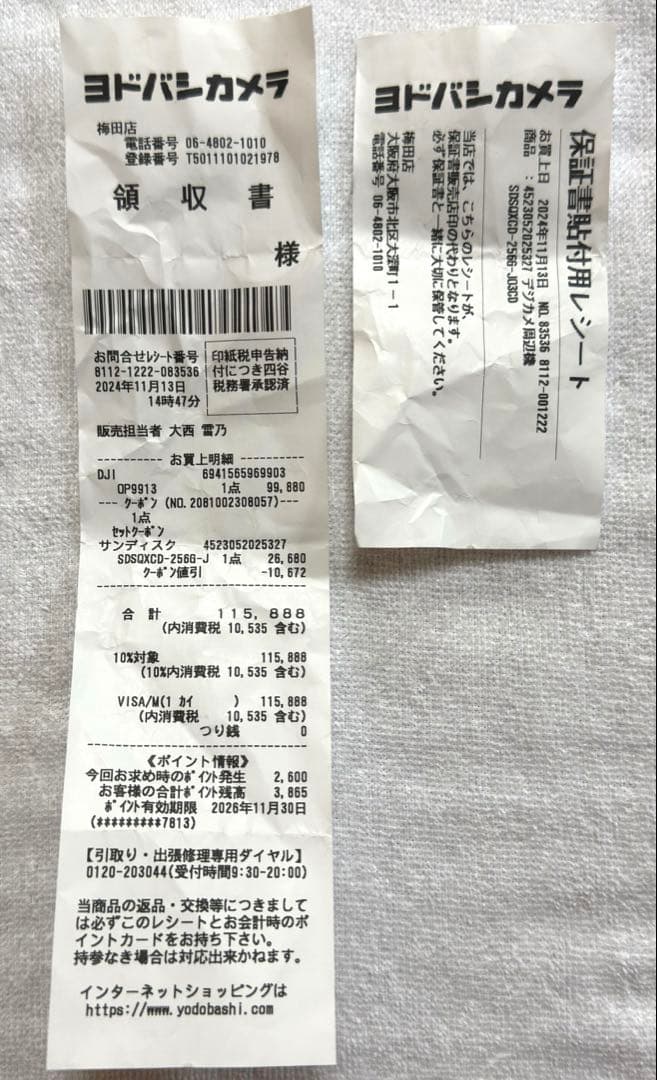 ヨドバシカメラ
梅田店
電話番号 06-4802-1010
登録番号 T5011101021978
領 収 書
様
お問合せﾚｼｰﾄ番号
8112-1222-083536
2024年11月13日
14時47分
印紙税申告納
付につき四谷
税務署承認済
販売担当者 大西 雪乃
---------- お買上明細 ----------
DJI 6941565969903
OP9913 1点 99,880
--- ｸｰﾎﾟﾝ (NO.2081002308057)---
1点
ｾｯﾄｸｰﾎﾟﾝ
サンディスク 4523052025327
SDSQXCD-256G-J 1点 26,680
ｸｰﾎﾟﾝ値引 -10,672
合 計 115,888
(内消費税 10,535 含む)
10%対象 115,888
(10%内消費税 10,535 含む)
VISA/M(1 ｶｲ ) 115,888
(内消費税 10,535 含む)
つり銭 0
《ポイント情報》
今回お求め時のﾎﾟｲﾝﾄ発生 2,600
お客様の合計ﾎﾟｲﾝﾄ残高 3,865
ﾎﾟｲﾝﾄ有効期限 2026年11月30日
(*********7813)
【引取り・出張修理専用ダイヤル】
0120-203044(受付時間9:30-20:00)
当商品の返品・交換等につきまして
は必ずこのレシートとお会計時のポ
イントカードをお持ち下さい。
持参なき場合は対応出来かねます。
インターネットショッピングは
https://www.yodobashi.com
ヨドバシカメラ
保証書貼付用レシート
お買上日 2024年11月13日 NO.83536 8112-001222
商品 : 4523052025327 デジカメ周辺機
SDSQXCD-256G-JO3CD
当店では、こちらのレシートが、
保証書販売店印の代わりとなります。
必ず保証書と一緒に大切に保管してください。
梅田店
大阪府大阪市北区大深町1-1
電話番号 06-4802-1010